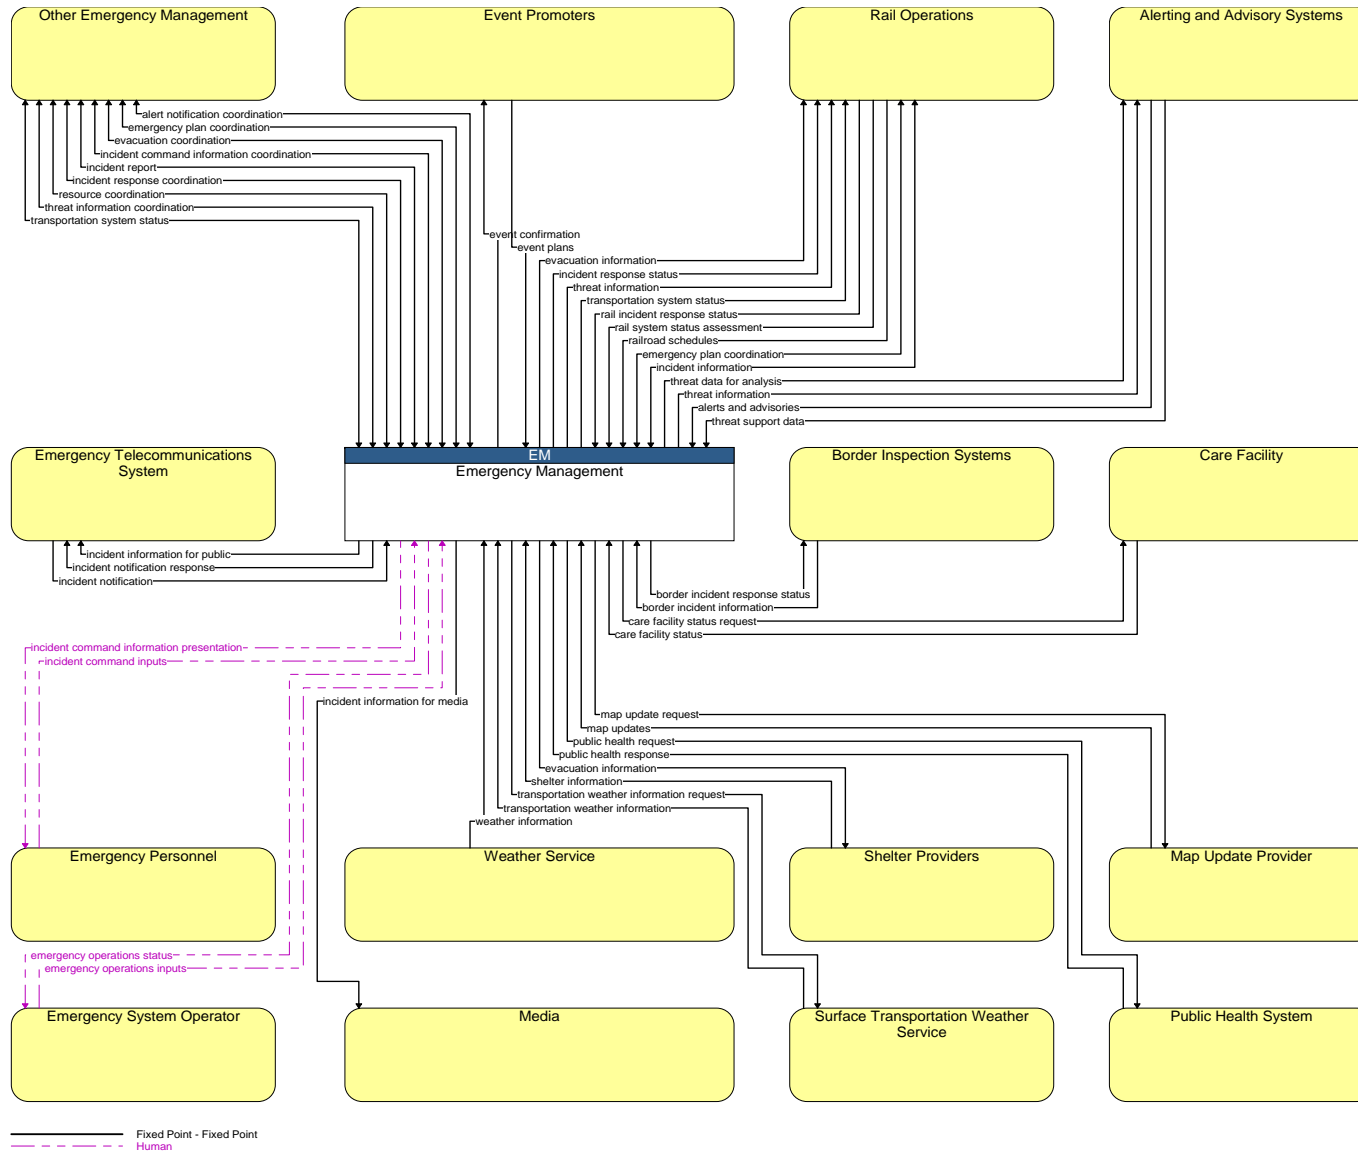 Other Emergency Management
Event Promoters
Rail Operations
Alerting and Advisory Systems
alert notification coordination
emergency plan coordination
evacuation coordination
incident command information coordination
incident report
incident response coordination
resource coordination
threat information coordination
transportation system status
event confirmation
event plans
evacuation information
incident response status
threat information
transportation system status
rail incident response status
rail system status assessment
railroad schedules
emergency plan coordination
incident information
threat data for analysis
threat information
alerts and advisories
threat support data
Emergency Telecommunications
System
EM
Emergency Management
Border Inspection Systems
Care Facility
incident information for public
incident notification response
incident notification
border incident response status
border incident information
care facility status request
care facility status
incident command information presentation
incident command inputs
incident information for media
map update request
map updates
public health request
public health response
evacuation information
shelter information
transportation weather information request
transportation weather information
weather information
Emergency Personnel
Weather Service
Shelter Providers
Map Update Provider
emergency operations status
emergency operations inputs
Emergency System Operator
Media
Surface Transportation Weather
Service
Public Health System
Fixed Point - Fixed Point
Human